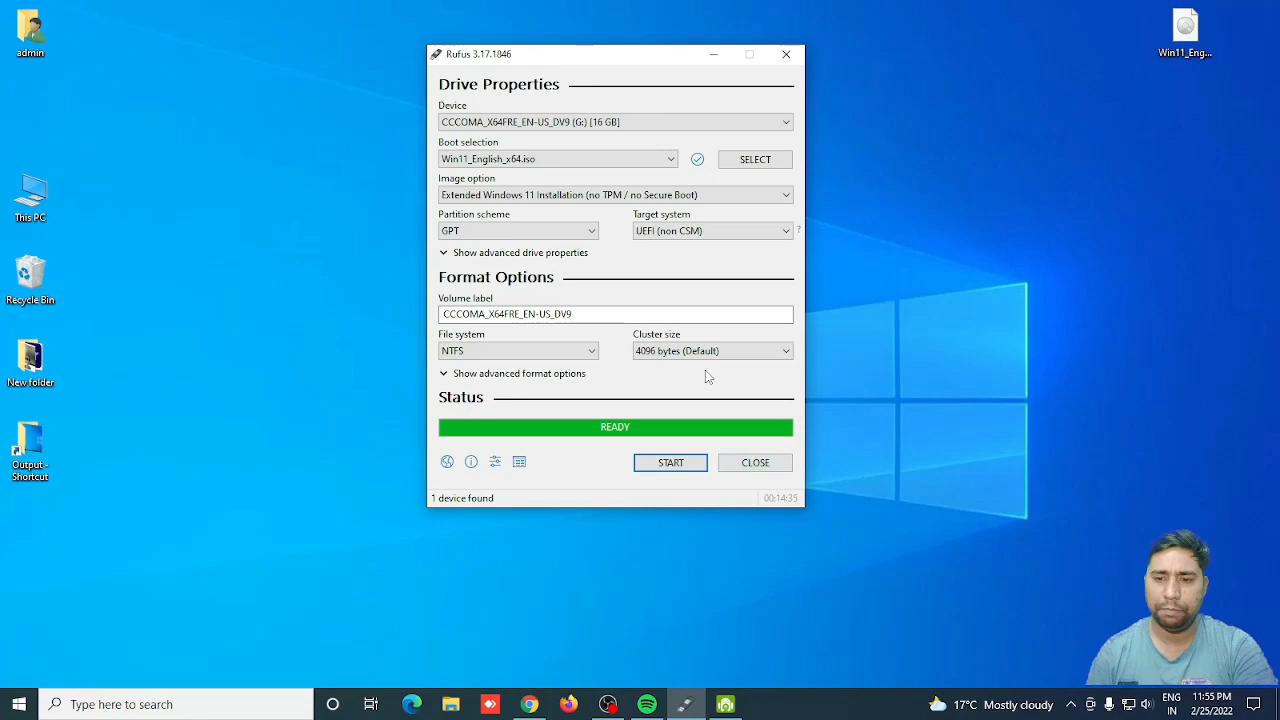 admin
This PC
Recycle Bin
New folder
Output -
Shortcut
Win11_Eng...
Rufus 3.17.1846
Drive Properties
Device
CCCOMA_X64FRE_EN-US_DV9 (G:) [16 GB]
Boot selection
Win11_English_x64.iso
SELECT
Image option
Extended Windows 11 Installation (no TPM / no Secure Boot)
Partition scheme
Target system
GPT
UEFI (non CSM)
?
Show advanced drive properties
Format Options
Volume label
CCCOMA_X64FRE_EN-US_DV9
File system
Cluster size
NTFS
4096 bytes (Default)
Show advanced format options
Status
READY
START
CLOSE
1 device found
00:14:35
Type here to search
17°C Mostly cloudy
ENG
IN
11:55 PM
2/25/2022